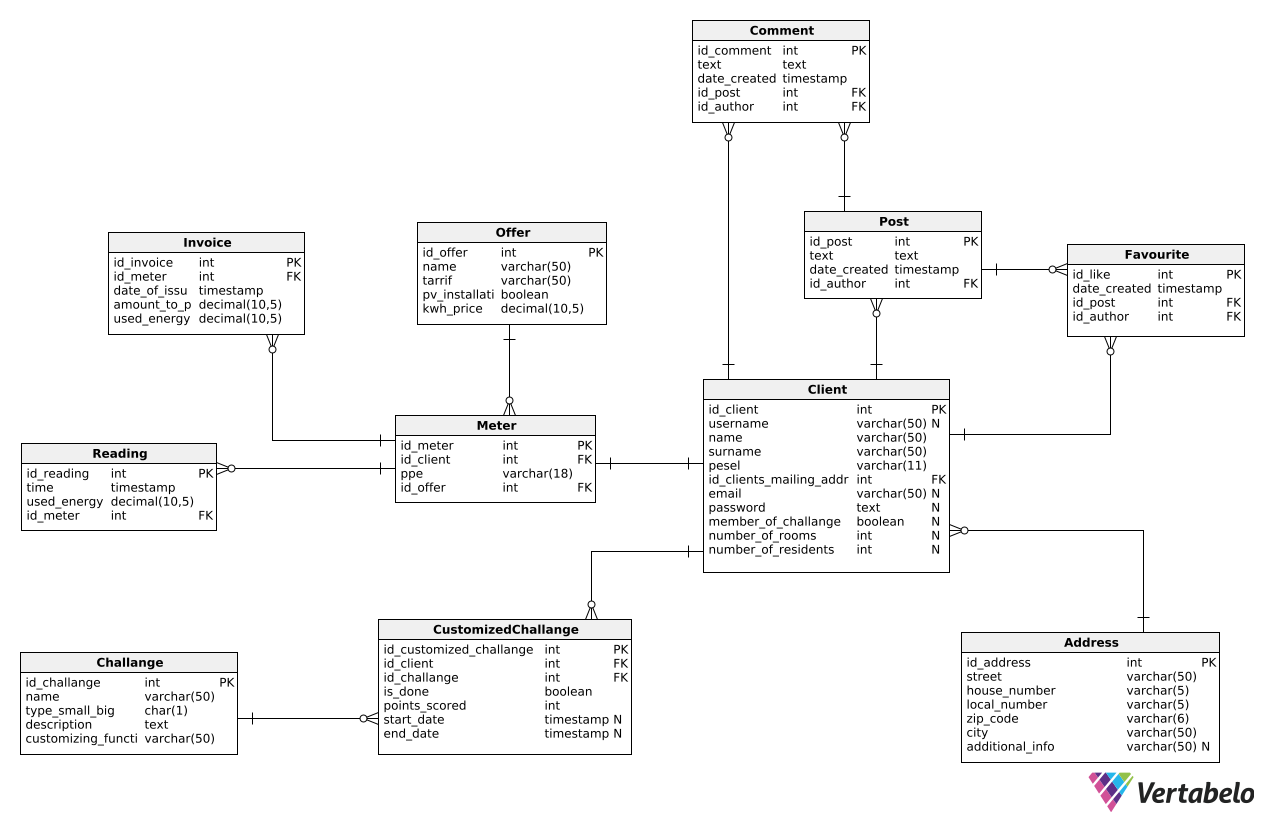 Comment
id_comment int PK
text text
date_created timestamp
id_post int FK
id_author int FK
Post
id_post int PK
text text
date_created timestamp
id_author int FK
Favourite
id_like int PK
date_created timestamp
id_post int FK
id_author int FK
Invoice
id_invoice int PK
id_meter int FK
date_of_issu timestamp
amount_to_p decimal(10,5)
used_energy decimal(10,5)
Offer
id_offer int PK
name varchar(50)
tarrif varchar(50)
pv_installati boolean
kwh_price decimal(10,5)
Client
id_client int PK
username varchar(50) N
name varchar(50)
surname varchar(50)
pesel varchar(11)
id_clients_mailing_addr int FK
email varchar(50) N
password text N
member_of_challange boolean N
number_of_rooms int N
number_of_residents int N
Meter
id_meter int PK
id_client int FK
ppe varchar(18)
id_offer int FK
Reading
id_reading int PK
time timestamp
used_energy decimal(10,5)
id_meter int FK
CustomizedChallange
id_customized_challange int PK
id_client int FK
id_challange int FK
is_done boolean
points_scored int
start_date timestamp N
end_date timestamp N
Challange
id_challange int PK
name varchar(50)
type_small_big char(1)
description text
customizing_functi varchar(50)
Address
id_address int PK
street varchar(50)
house_number varchar(5)
local_number varchar(5)
zip_code varchar(6)
city varchar(50)
additional_info varchar(50) N
Vertabelo